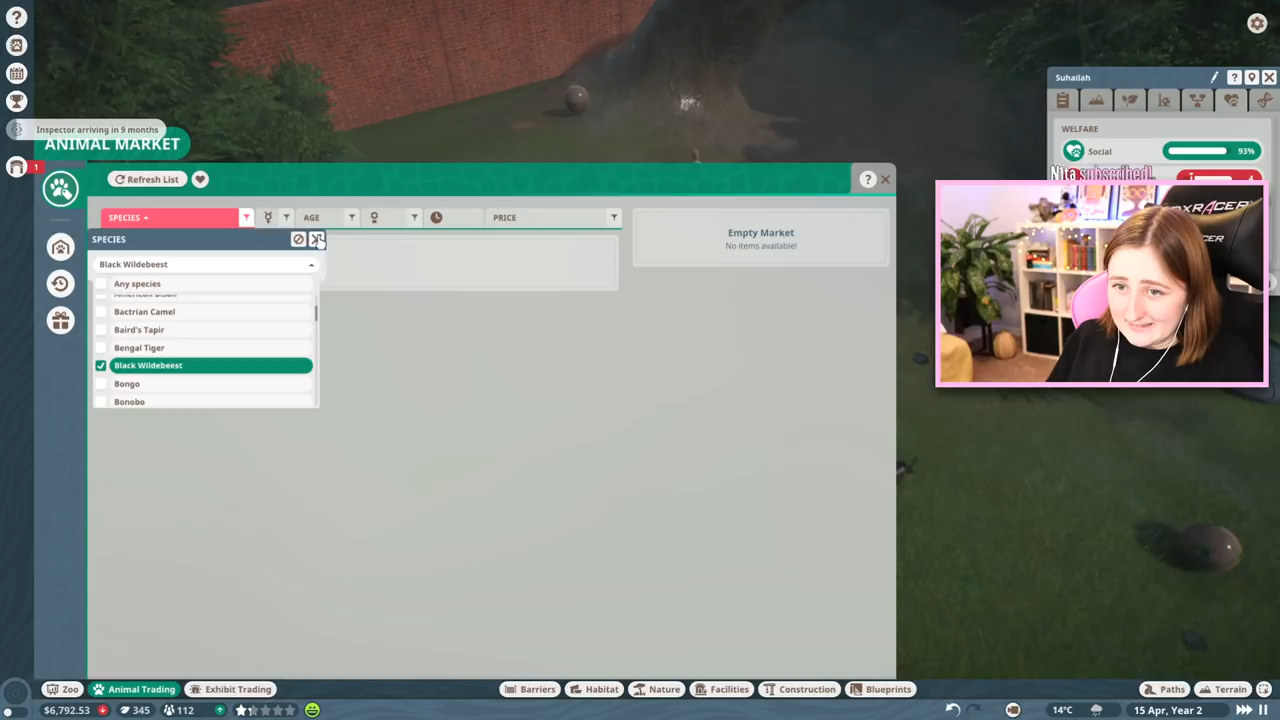 Suhailah
Inspector arriving in 9 months
ANIMAL MARKET
WELFARE
Social
93%
1
Refresh List
Nita subscribed!
SPECIES
AGE
PRICE
Empty Market
No items available!
SPECIES
Black Wildebeest
Any species
American Bison
Bactrian Camel
Baird's Tapir
Bengal Tiger
Black Wildebeest
Bongo
Bonobo
Zoo
Animal Trading
Exhibit Trading
Barriers
Habitat
Nature
Facilities
Construction
Blueprints
Paths
Terrain
$6,792.53
345
112
14°C
15 Apr, Year 2